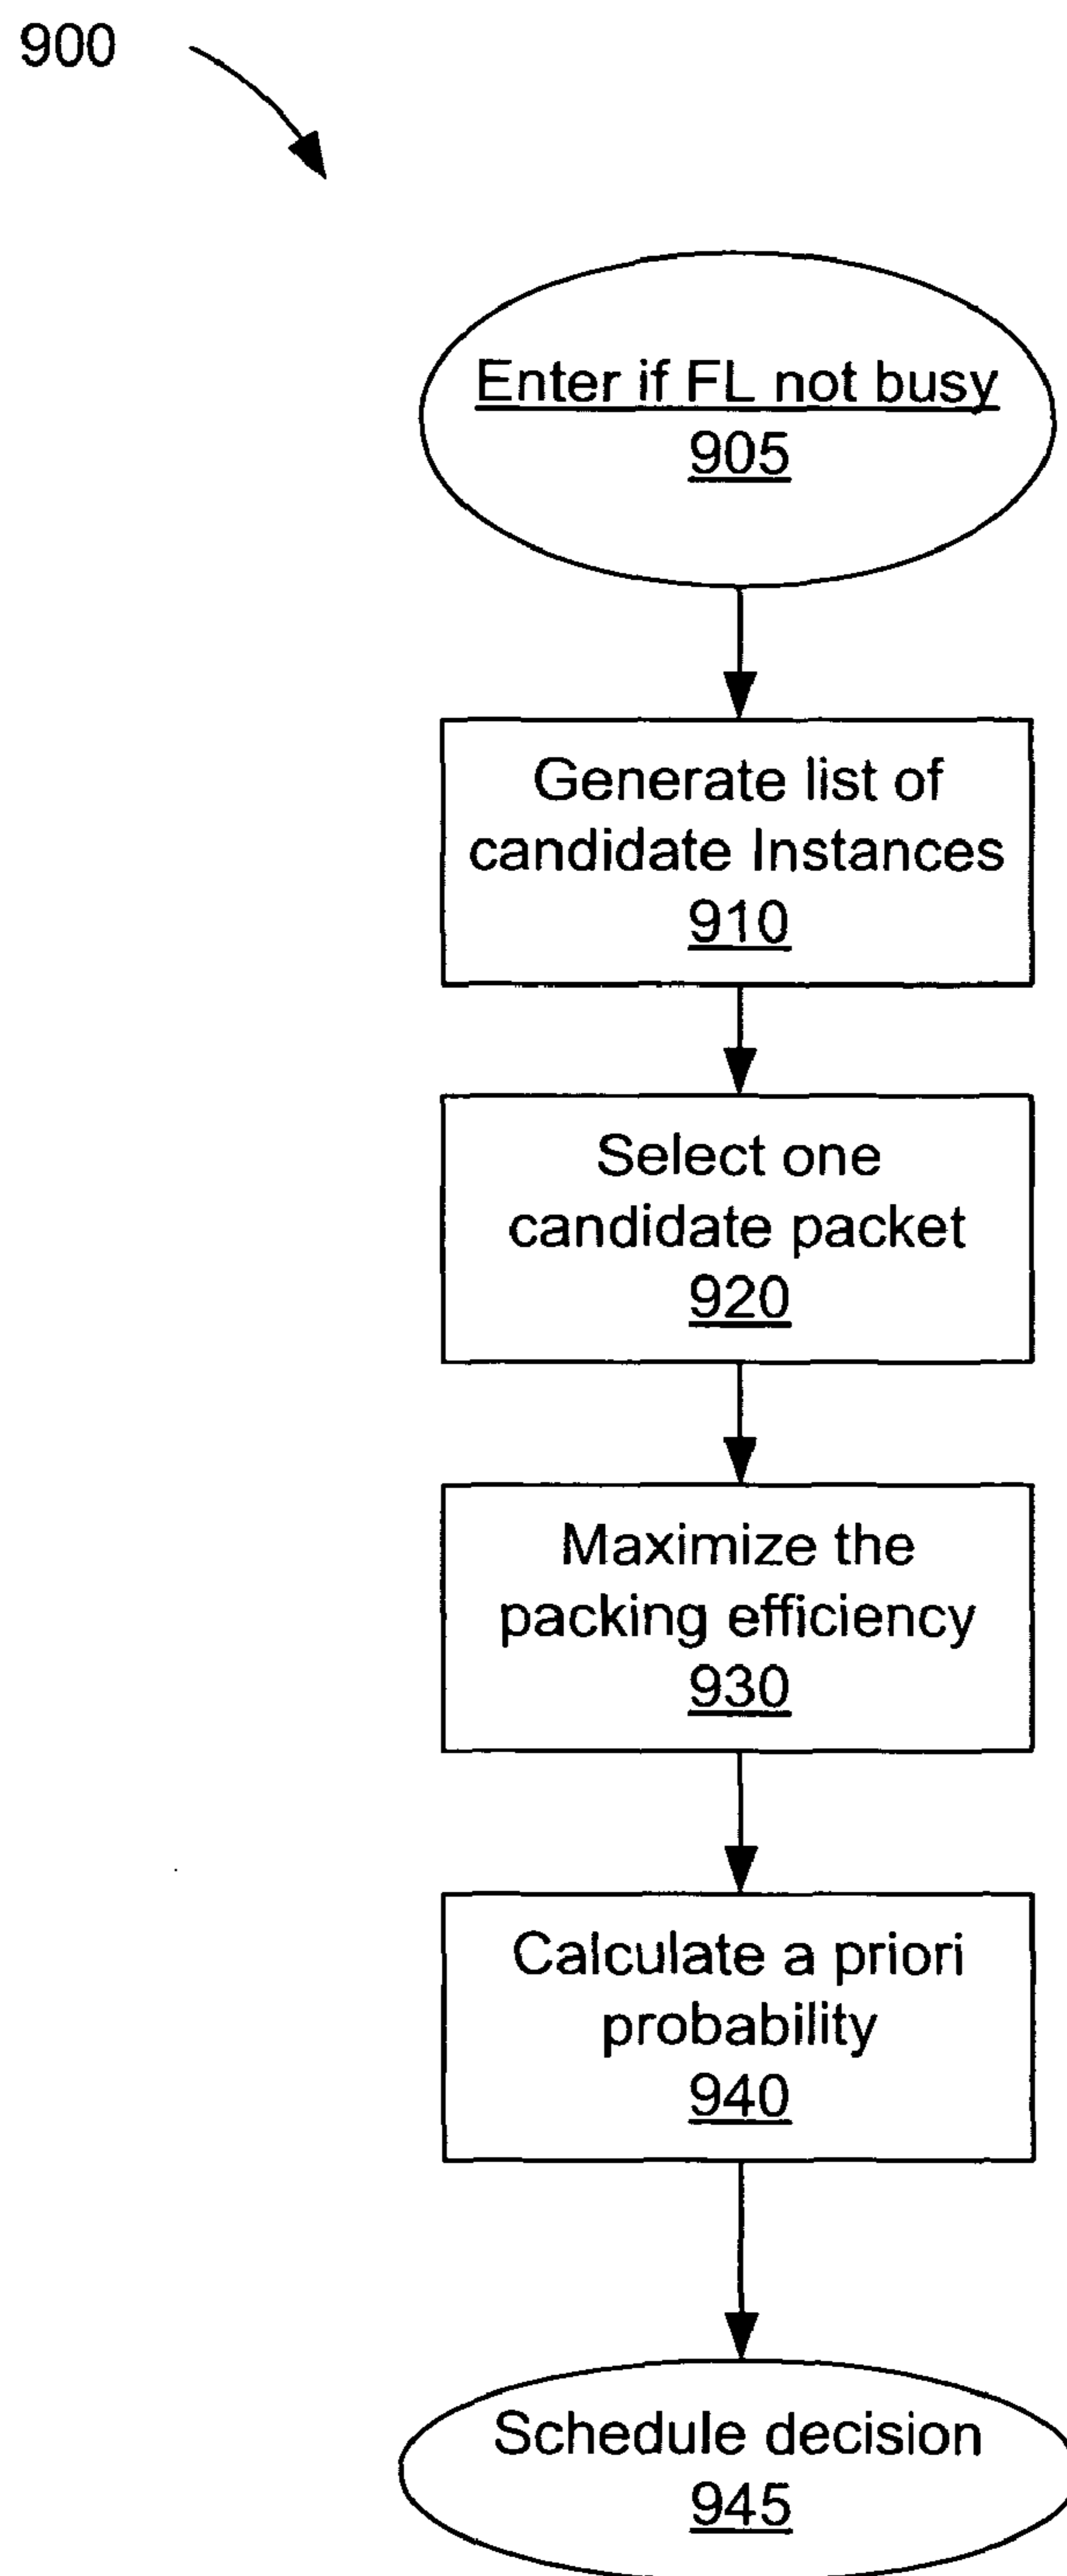 900
Enter if FL not busy
905
Generate list of
candidate Instances
910
Select one
candidate packet
920
Maximize the
packing efficiency
930
Calculate a priori
probability
940
Schedule decision
945